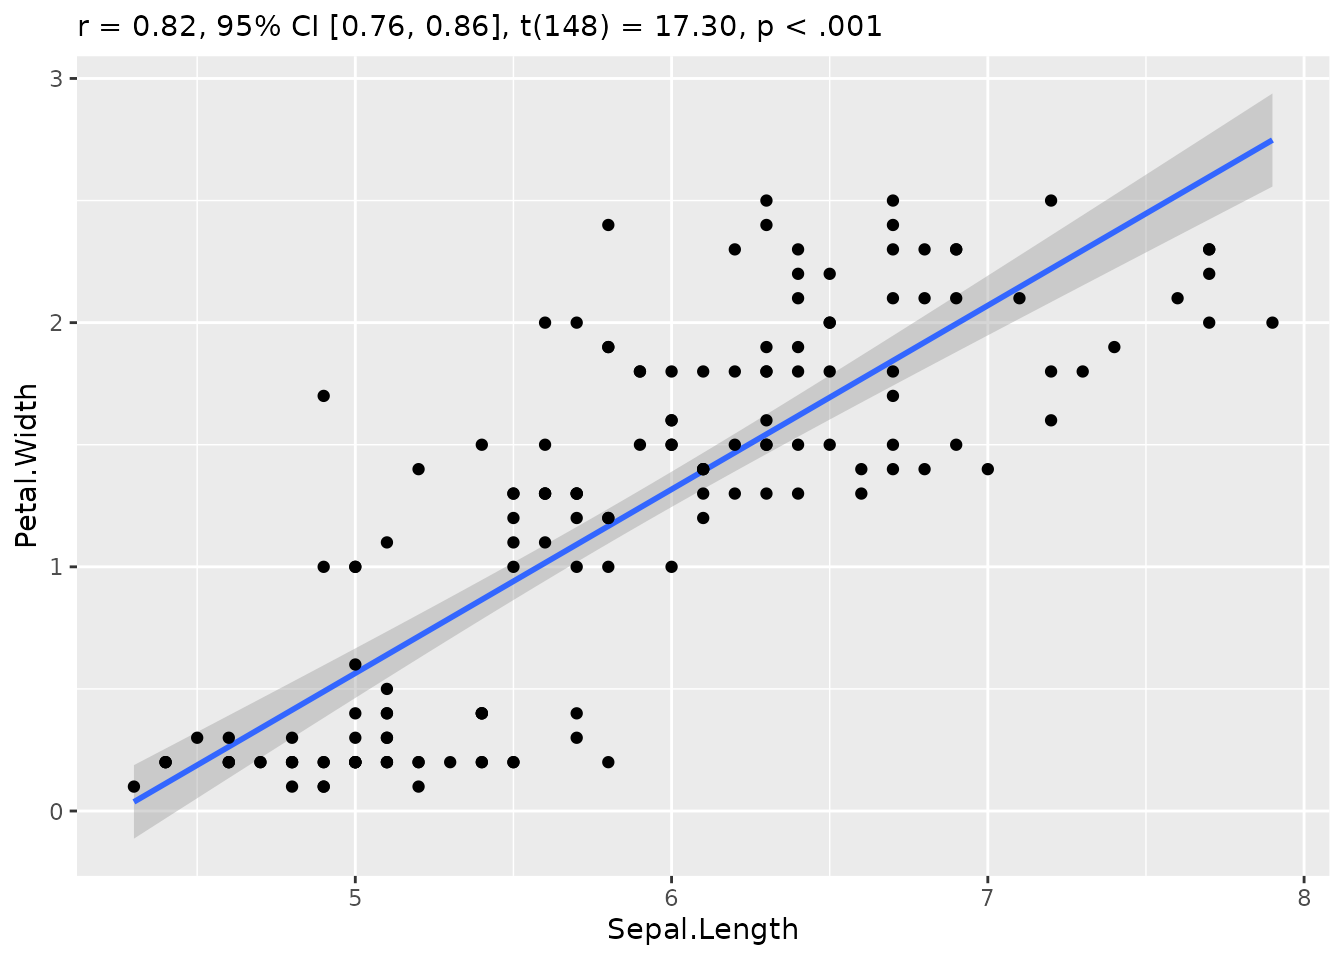 r = 0.82, 95% CI [0.76, 0.86], t(148) = 17.30, p < .001
3
2
1
0
Petal.Width
5 6 7 8
Sepal.Length